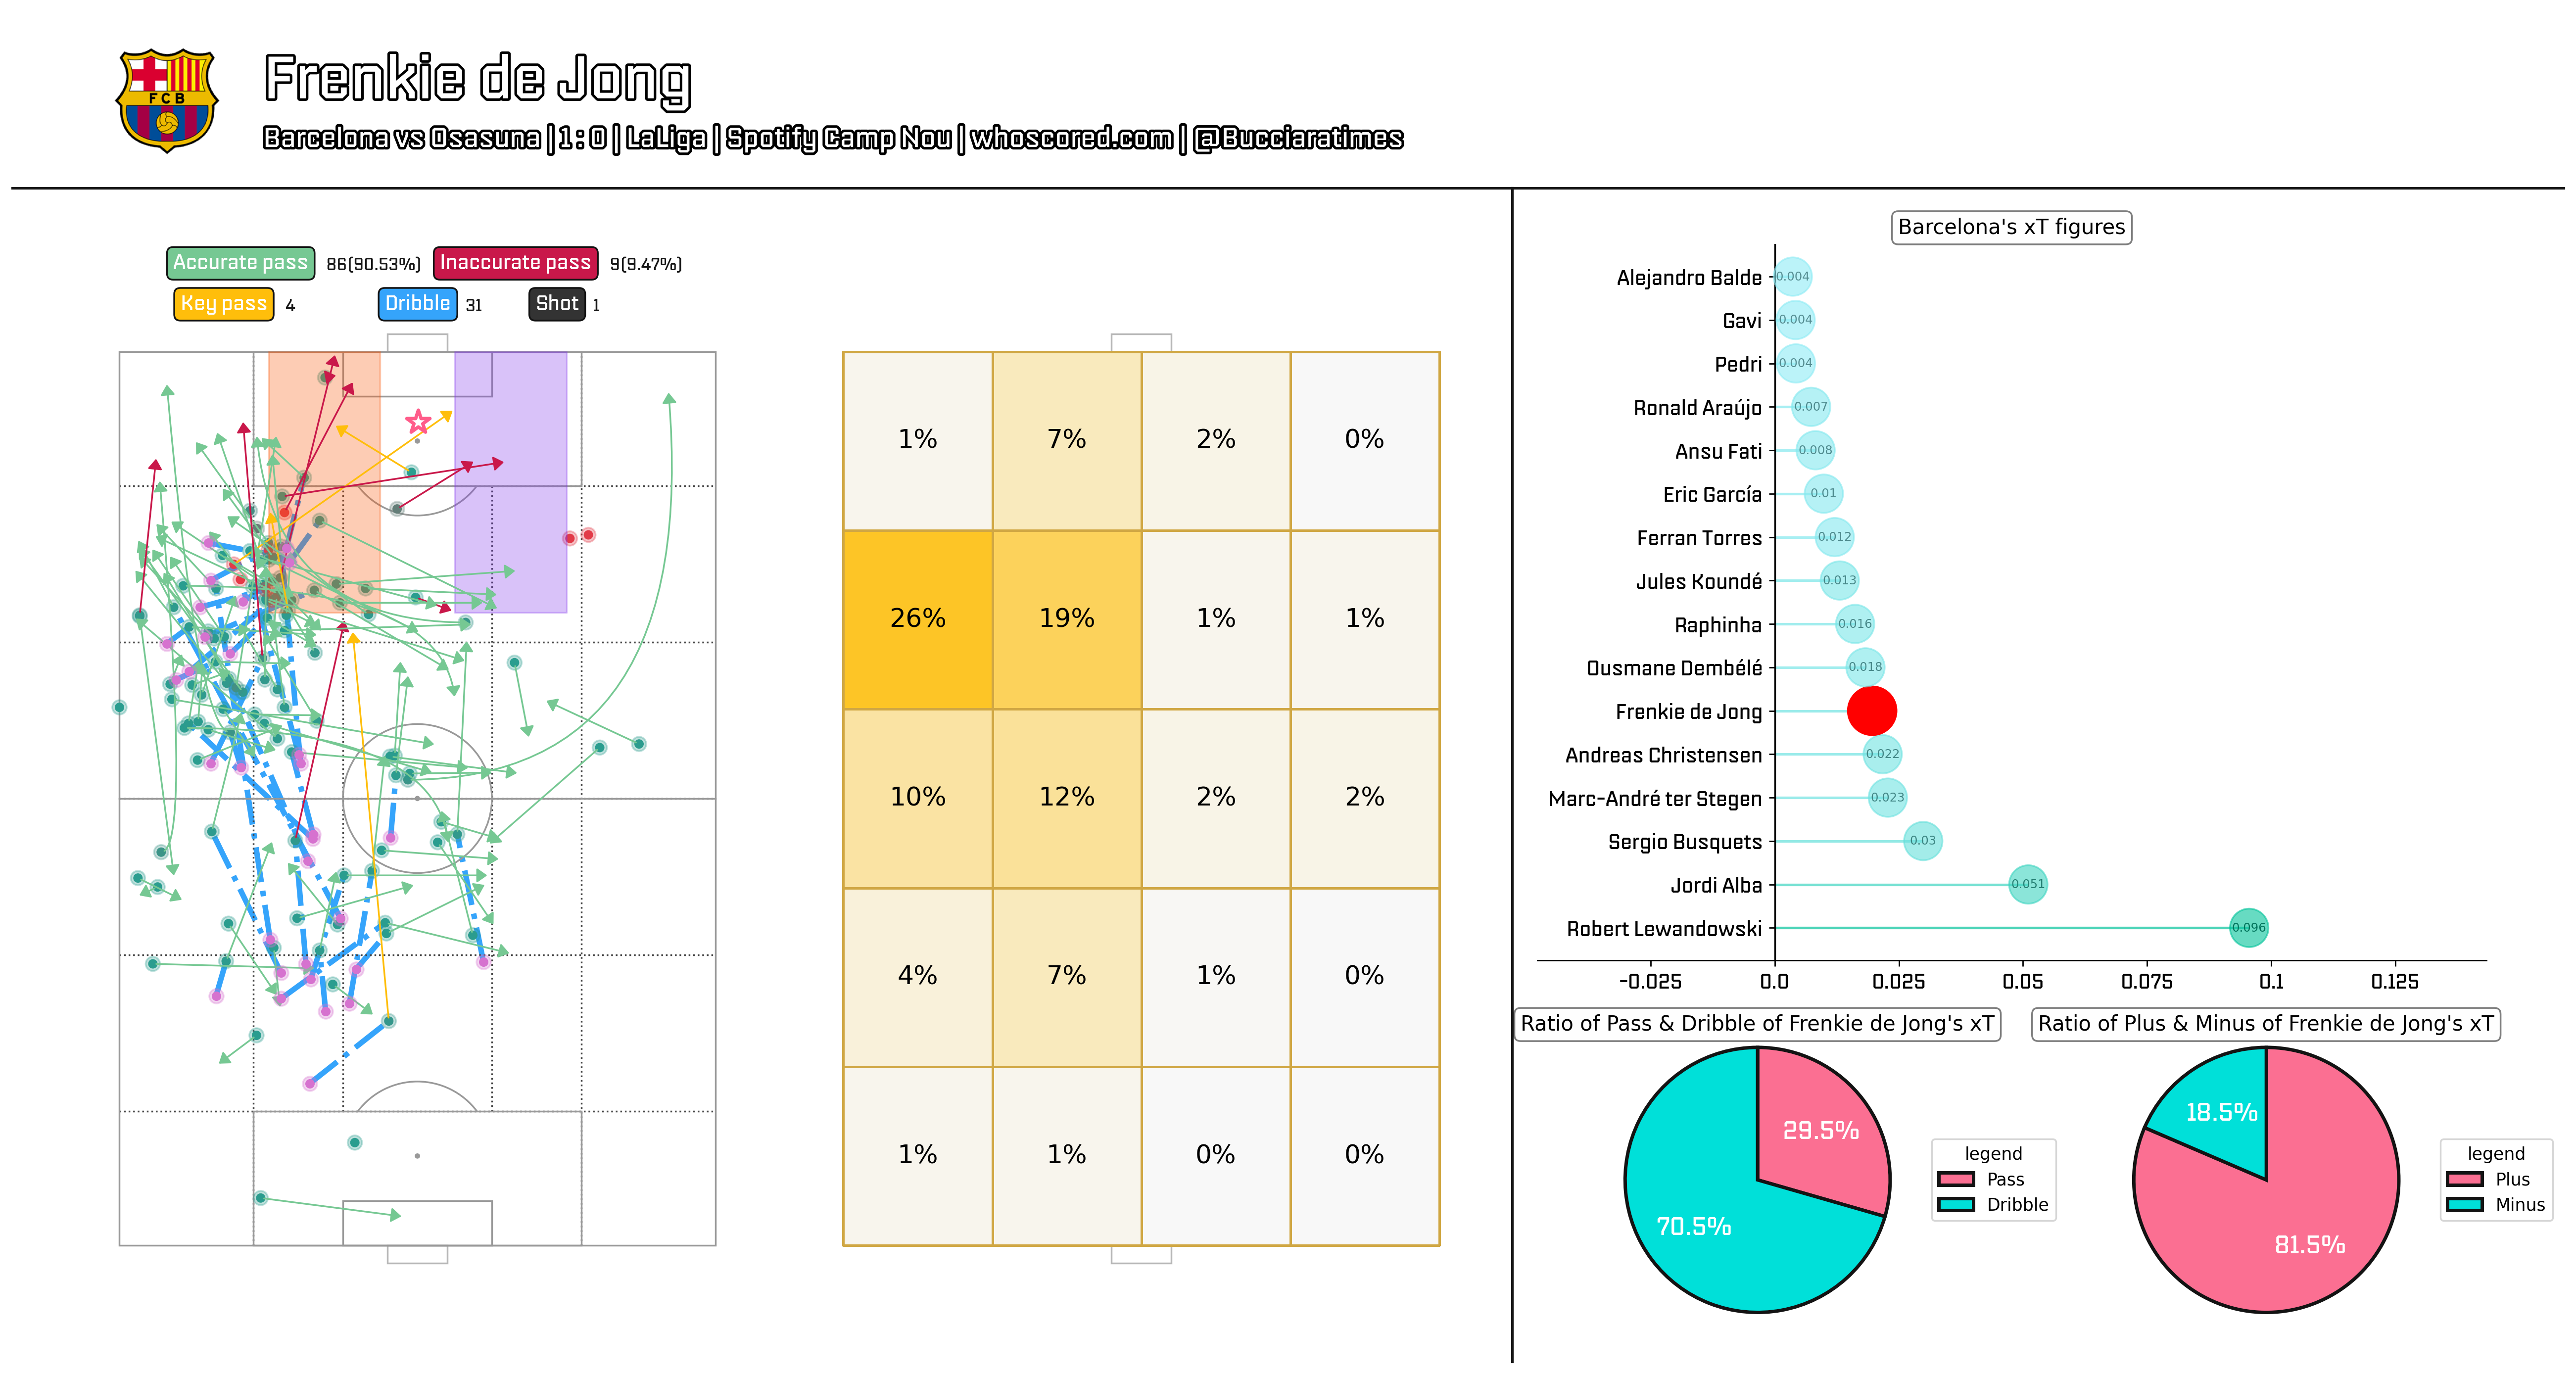 FCB
Frenkie de Jong
Barcelona vs Osasuna | 1 : 0 | LaLiga | Spotify Camp Nou | whoscored.com | @Bucciaratimes
Accurate pass 86(90.53%) Inaccurate pass 9(9.47%)
Key pass 4 Dribble 31 Shot 1
1% 7% 2% 0%
26% 19% 1% 1%
10% 12% 2% 2%
4% 7% 1% 0%
1% 1% 0% 0%
Barcelona's xT figures
Alejandro Balde 0.004
Gavi 0.004
Pedri 0.004
Ronald Araújo 0.007
Ansu Fati 0.008
Eric García 0.01
Ferran Torres 0.012
Jules Koundé 0.013
Raphinha 0.016
Ousmane Dembélé 0.018
Frenkie de Jong
Andreas Christensen 0.022
Marc-André ter Stegen 0.023
Sergio Busquets 0.03
Jordi Alba 0.051
Robert Lewandowski 0.096
-0.025 0.0 0.025 0.05 0.075 0.1 0.125
Ratio of Pass & Dribble of Frenkie de Jong's xT
29.5%
70.5%
legend
Pass
Dribble
Ratio of Plus & Minus of Frenkie de Jong's xT
18.5%
81.5%
legend
Plus
Minus